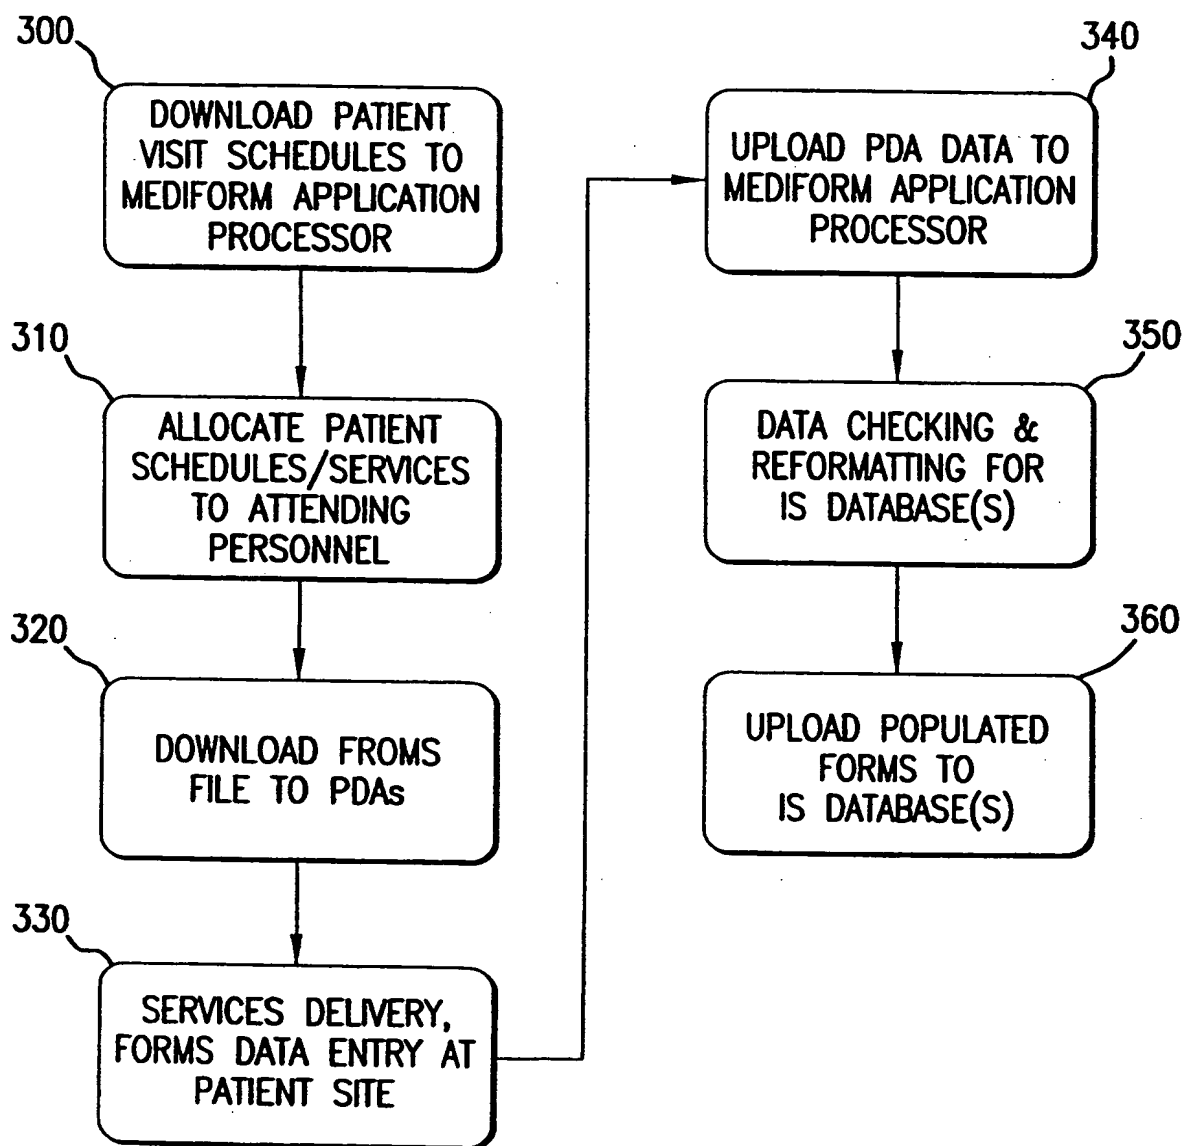 300
DOWNLOAD PATIENT
VISIT SCHEDULES TO
MEDIFORM APPLICATION
PROCESSOR
310
ALLOCATE PATIENT
SCHEDULES/SERVICES
TO ATTENDING
PERSONNEL
320
DOWNLOAD FROMS
FILE TO PDAs
330
SERVICES DELIVERY,
FORMS DATA ENTRY AT
PATIENT SITE
340
UPLOAD PDA DATA TO
MEDIFORM APPLICATION
PROCESSOR
350
DATA CHECKING &
REFORMATTING FOR
IS DATABASE(S)
360
UPLOAD POPULATED
FORMS TO
IS DATABASE(S)